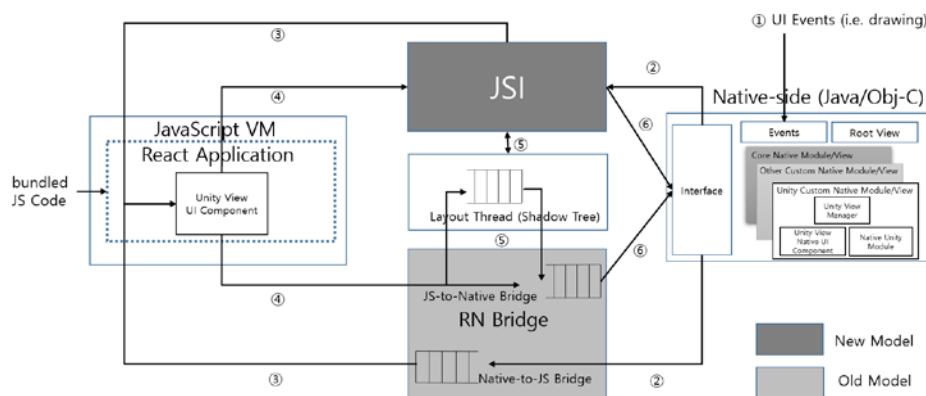 ① UI Events (i.e. drawing)
③
②
JSI
④
Native-side (Java/Obj-C)
⑥
JavaScript VM
React Application
Events
Root View
⑤
Core Native Module/View
Other Custom Native Module/View
bundled
JS Code
Unity View
UI Component
Interface
Unity Custom Native Module/View
Unity View
Manager
Layout Thread (Shadow Tree)
Unity View
Native UI
Component
Native Unity
Module
⑤
⑥
④
JS-to-Native Bridge
RN Bridge
New Model
③
Native-to-JS Bridge
②
Old Model